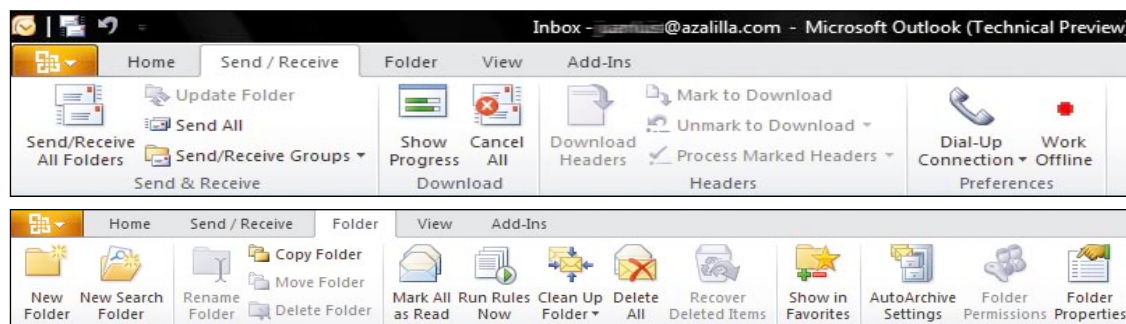 Inbox - @azalilla.com - Microsoft Outlook (Technical Preview)
Home Send / Receive Folder View Add-Ins
Update Folder Mark to Download
Send All Unmark to Download
Send/Receive All Folders Send/Receive Groups Show Progress Cancel All Download Headers Process Marked Headers Dial-Up Connection Work Offline
Send & Receive Download Headers Preferences
Home Send / Receive Folder View Add-Ins
Copy Folder
Move Folder
New Folder New Search Folder Rename Folder Delete Folder Mark All as Read Run Rules Now Clean Up Folder Delete All Recover Deleted Items Show in Favorites AutoArchive Settings Folder Permissions Folder Properties